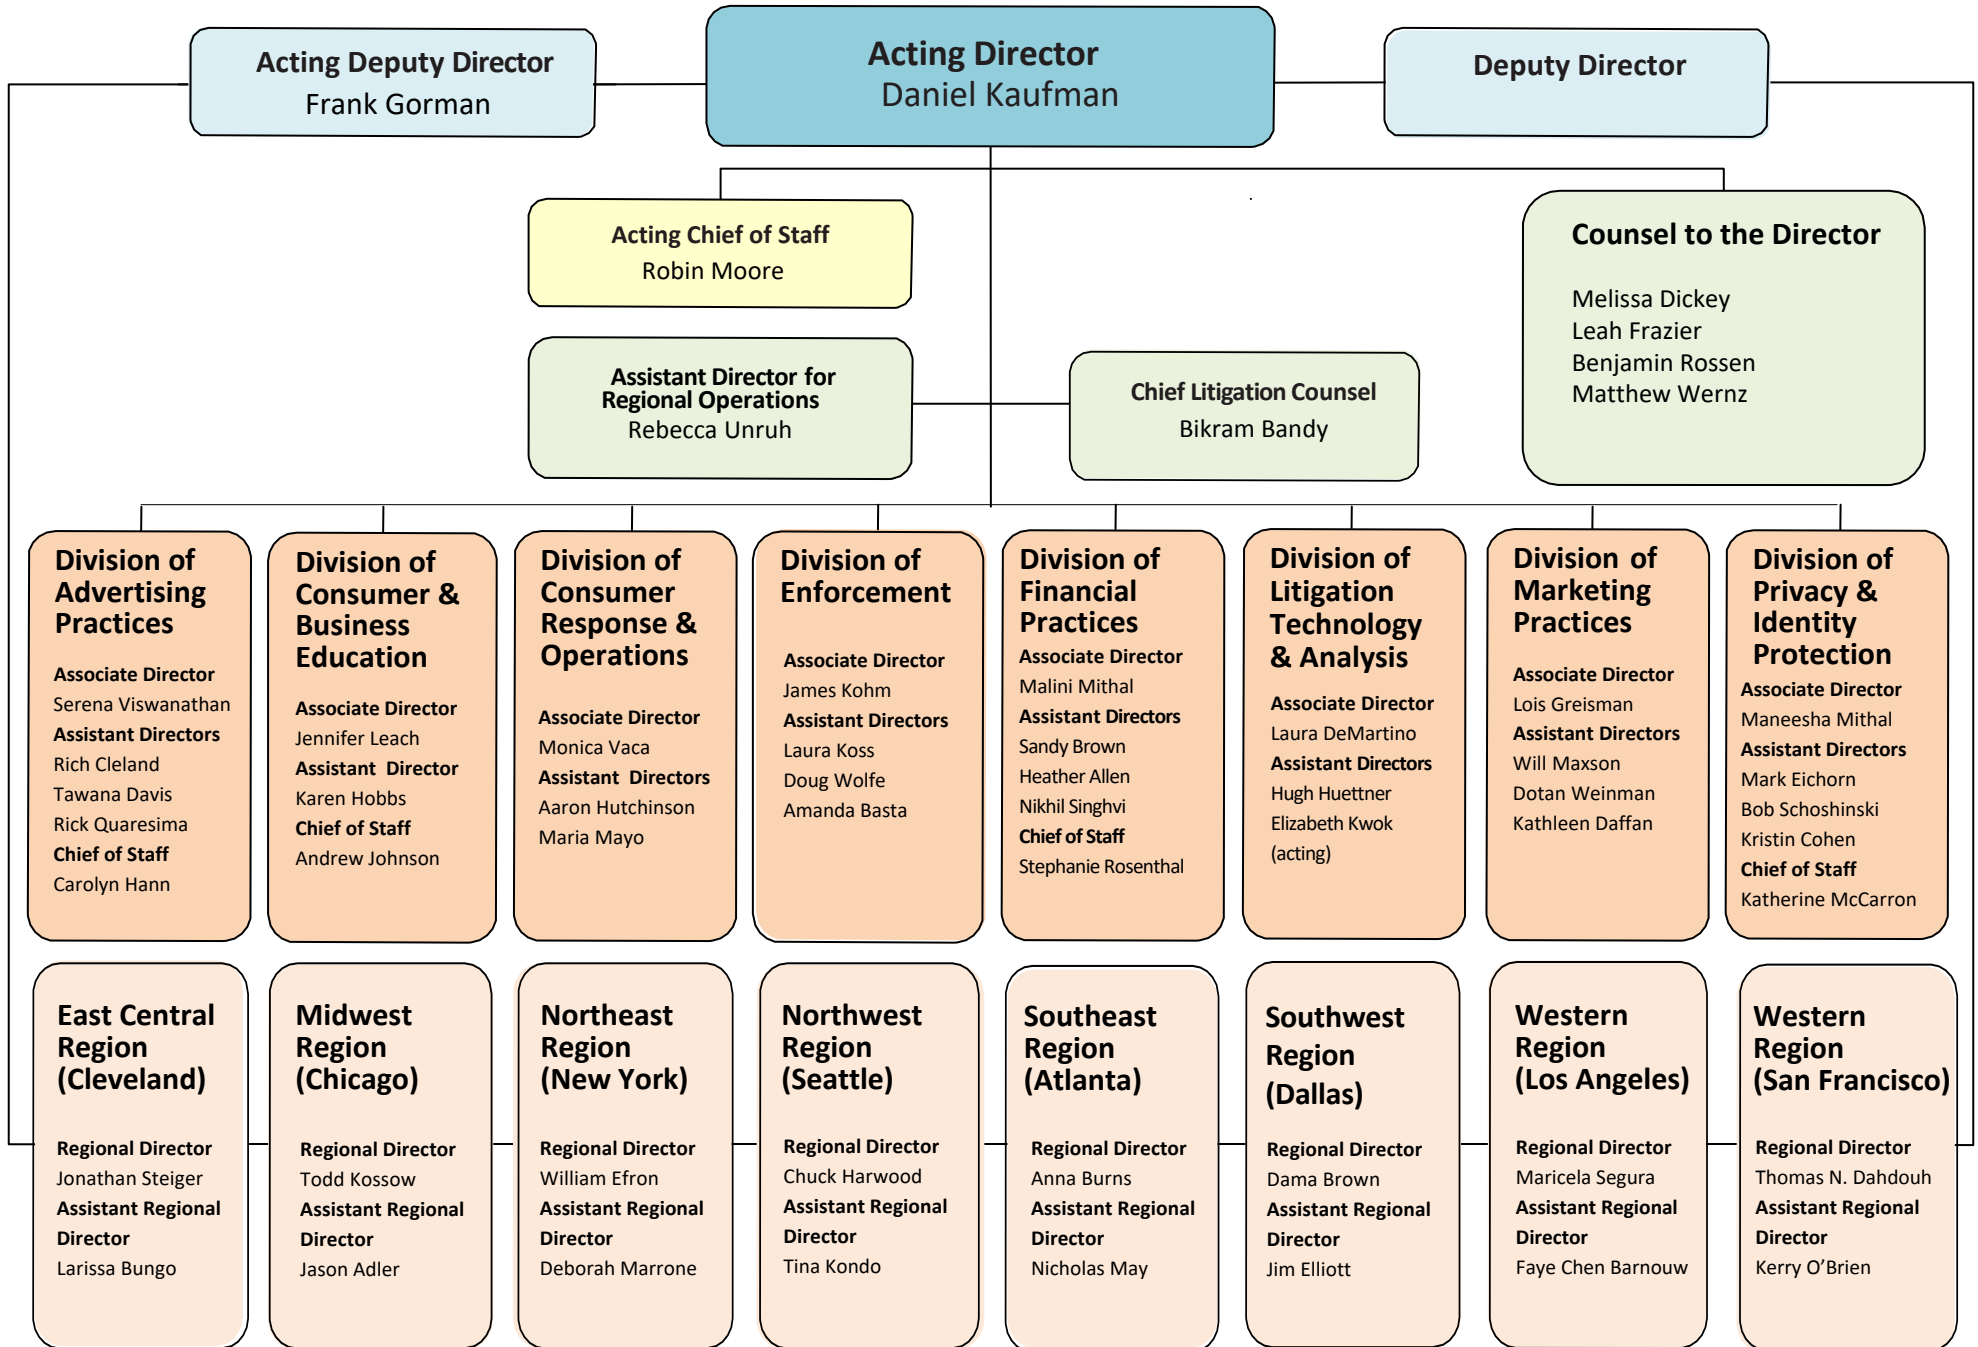 Acting Deputy Director
Frank Gorman
Acting Director
Daniel Kaufman
Deputy Director
Acting Chief of Staff
Robin Moore
Counsel to the Director
Melissa Dickey
Leah Frazier
Benjamin Rossen
Matthew Wernz
Assistant Director for
Regional Operations
Rebecca Unruh
Chief Litigation Counsel
Bikram Bandy
Division of
Advertising
Practices
Associate Director
Serena Viswanathan
Assistant Directors
Rich Cleland
Tawana Davis
Rick Quaresima
Chief of Staff
Carolyn Hann
Division of
Consumer &
Business
Education
Associate Director
Jennifer Leach
Assistant Director
Karen Hobbs
Chief of Staff
Andrew Johnson
Division of
Consumer
Response &
Operations
Associate Director
Monica Vaca
Assistant Directors
Aaron Hutchinson
Maria Mayo
Division of
Enforcement
Associate Director
James Kohm
Assistant Directors
Laura Koss
Doug Wolfe
Amanda Basta
Division of
Financial
Practices
Associate Director
Malini Mithal
Assistant Directors
Sandy Brown
Heather Allen
Nikhil Singhvi
Chief of Staff
Stephanie Rosenthal
Division of
Litigation
Technology
& Analysis
Associate Director
Laura DeMartino
Assistant Directors
Hugh Huettner
Elizabeth Kwok
(acting)
Division of
Marketing
Practices
Associate Director
Lois Greisman
Assistant Directors
Will Maxson
Dotan Weinman
Kathleen Daffan
Division of
Privacy &
Identity
Protection
Associate Director
Maneesha Mithal
Assistant Directors
Mark Eichorn
Bob Schoshinski
Kristin Cohen
Chief of Staff
Katherine McCarron
East Central
Region
(Cleveland)
Regional Director
Jonathan Steiger
Assistant Regional
Director
Larissa Bungo
Midwest
Region
(Chicago)
Regional Director
Todd Kossow
Assistant Regional
Director
Jason Adler
Northeast
Region
(New York)
Regional Director
William Efron
Assistant Regional
Director
Deborah Marrone
Northwest
Region
(Seattle)
Regional Director
Chuck Harwood
Assistant Regional
Director
Tina Kondo
Southeast
Region
(Atlanta)
Regional Director
Anna Burns
Assistant Regional
Director
Nicholas May
Southwest
Region
(Dallas)
Regional Director
Dama Brown
Assistant Regional
Director
Jim Elliott
Western
Region
(Los Angeles)
Regional Director
Maricela Segura
Assistant Regional
Director
Faye Chen Barnouw
Western
Region
(San Francisco)
Regional Director
Thomas N. Dahdouh
Assistant Regional
Director
Kerry O’Brien